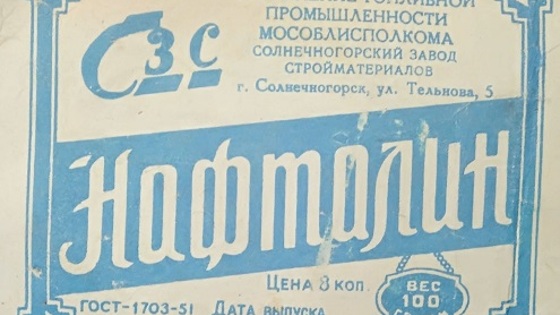 ТОПЛИВНОЙ
ПРОМЫШЛЕННОСТИ
МОСОБЛИСПОЛКОМА
СОЛНЕЧНОГОРСКИЙ ЗАВОД
СТРОЙМАТЕРИАЛОВ
г. Солнечногорск, ул. Тельнова, 5
СЗС
Нафталин
ЦЕНА 8 КОП.
ВЕС
100
ГОСТ-1703-51 ДАТА ВЫПУСКА